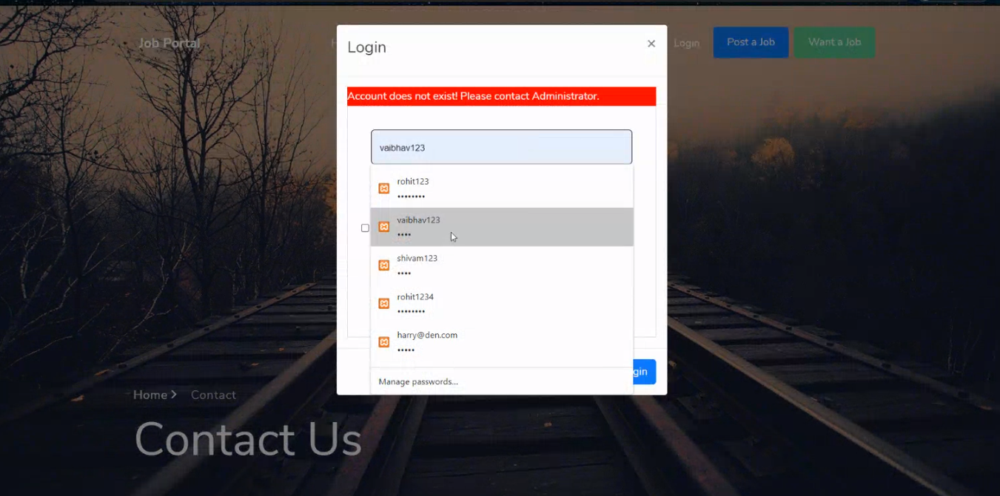 Job Portal
Login
Post a Job
Want a Job
Login
×
Account does not exist! Please contact Administrator.
vaibhav123
rohit123
••••••••
vaibhav123
••••
shivam123
••••
rohit1234
••••••••
harry@den.com
•••••
Manage passwords...
gin
Home > Contact
Contact Us